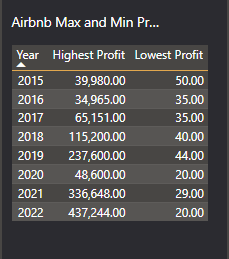 Airbnb Max and Min Pr...
Year Highest Profit Lowest Profit
2015 39,980.00 50.00
2016 34,965.00 35.00
2017 65,151.00 35.00
2018 115,200.00 40.00
2019 237,600.00 44.00
2020 48,600.00 20.00
2021 336,648.00 29.00
2022 437,244.00 20.00